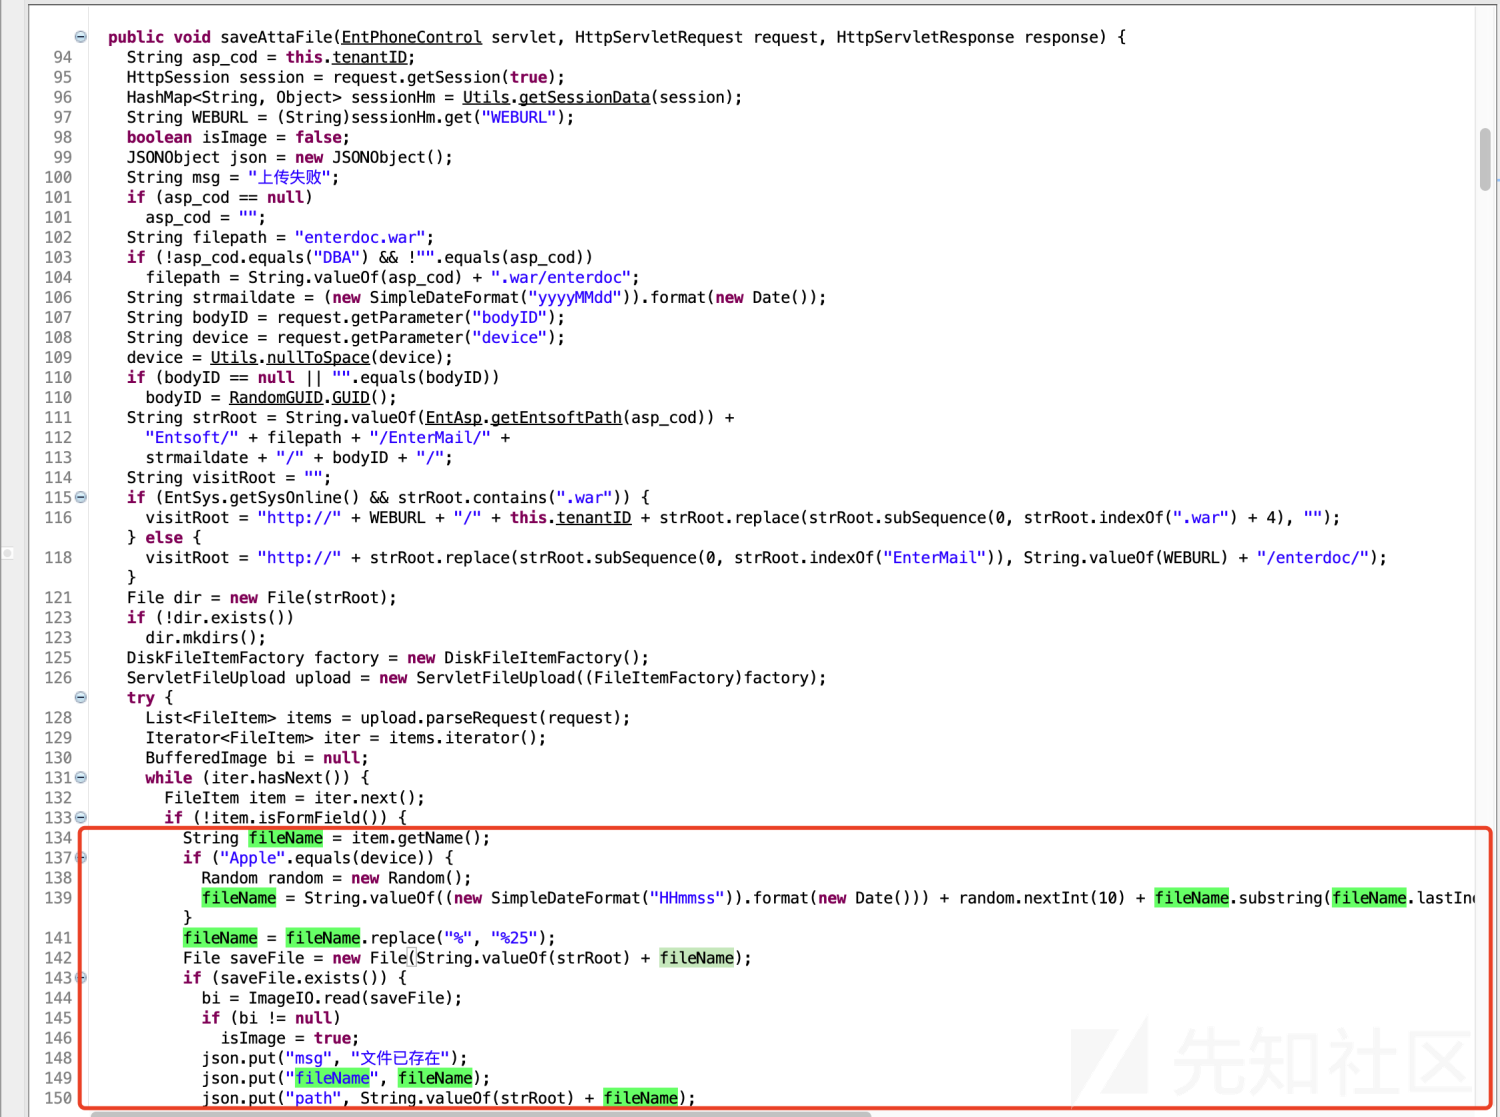 public void saveAttaFile(EntPhoneControl servlet, HttpServletRequest request, HttpServletResponse response) {
94 String asp_cod = this.tenantID;
95 HttpSession session = request.getSession(true);
96 HashMap<String, Object> sessionHm = Utils.getSessionData(session);
97 String WEBURL = (String)sessionHm.get("WEBURL");
98 boolean isImage = false;
99 JSONObject json = new JSONObject();
100 String msg = "上传失败";
101 if (asp_cod == null)
101 asp_cod = "";
102 String filepath = "enterdoc.war";
103 if (!asp_cod.equals("DBA") && !"".equals(asp_cod))
104 filepath = String.valueOf(asp_cod) + ".war/enterdoc";
106 String strmaildate = (new SimpleDateFormat("yyyyMMdd")).format(new Date());
107 String bodyID = request.getParameter("bodyID");
108 String device = request.getParameter("device");
109 device = Utils.nullToSpace(device);
110 if (bodyID == null || "".equals(bodyID))
110 bodyID = RandomGUID.GUID();
111 String strRoot = String.valueOf(EntAsp.getEntsoftPath(asp_cod)) +
112 "Entsoft/" + filepath + "/EnterMail/" +
113 strmaildate + "/" + bodyID + "/";
114 String visitRoot = "";
115 if (EntSys.getSysOnline() && strRoot.contains(".war")) {
116 visitRoot = "http://" + WEBURL + "/" + this.tenantID + strRoot.replace(strRoot.subSequence(0, strRoot.indexOf(".war") + 4), "");
} else {
118 visitRoot = "http://" + strRoot.replace(strRoot.subSequence(0, strRoot.indexOf("EnterMail")), String.valueOf(WEBURL) + "/enterdoc/");
}
121 File dir = new File(strRoot);
123 if (!dir.exists())
123 dir.mkdirs();
125 DiskFileItemFactory factory = new DiskFileItemFactory();
126 ServletFileUpload upload = new ServletFileUpload((FileItemFactory)factory);
try {
128 List<FileItem> items = upload.parseRequest(request);
129 Iterator<FileItem> iter = items.iterator();
130 BufferedImage bi = null;
131 while (iter.hasNext()) {
132 FileItem item = iter.next();
133 if (!item.isFormField()) {
134 String fileName = item.getName();
137 if ("Apple".equals(device)) {
138 Random random = new Random();
139 fileName = String.valueOf((new SimpleDateFormat("HHmmss")).format(new Date())) + random.nextInt(10) + fileName.substring(fileName.lastInd
}
141 fileName = fileName.replace("%", "%25");
142 File saveFile = new File(String.valueOf(strRoot) + fileName);
143 if (saveFile.exists()) {
144 bi = ImageIO.read(saveFile);
145 if (bi != null)
146 isImage = true;
148 json.put("msg", "文件已存在");
149 json.put("fileName", fileName);
150 json.put("path", String.valueOf(strRoot) + fileName);
先知社区